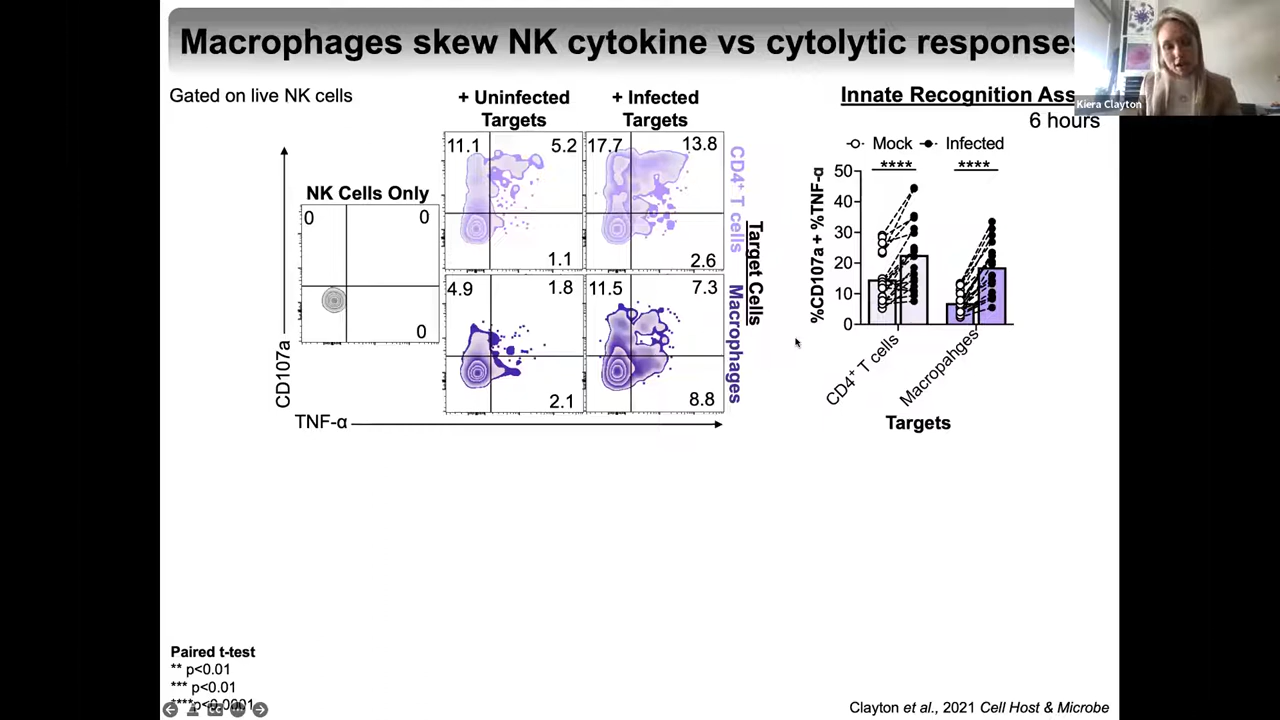 Macrophages skew NK cytokine vs cytolytic responses
Kiera Clayton
Gated on live NK cells
+ Uninfected
Targets
+ Infected
Targets
Innate Recognition Ass
6 hours
NK Cells Only
0 0
0
11.1 5.2
1.1
17.7 13.8
2.6
4.9 1.8
2.1
11.5 7.3
8.8
CD4+ T cells
Macrophages
Target Cells
CD107a
TNF-α
Mock Infected
**** ****
%CD107a + %TNF-α
50
40
30
20
10
0
CD4+ T cells
Macropahges
Targets
Paired t-test
** p<0.01
*** p<0.01
****p<0.0001
Clayton et al., 2021 Cell Host & Microbe